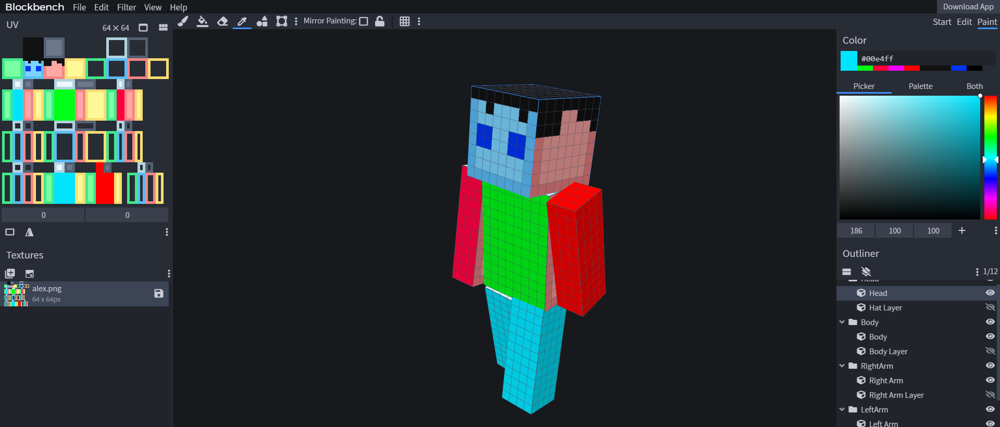 Blockbench File Edit Filter View Help Download App
UV 64×64
Mirror Painting:
Start Edit Paint
Color
#00e4ff
Picker Palette Both
186 100 100
0 0
Textures
alex.png
64 x 64px
Outliner
1/12
Head
Head
Hat Layer
Body
Body
Body Layer
RightArm
Right Arm
Right Arm Layer
LeftArm
Left Arm